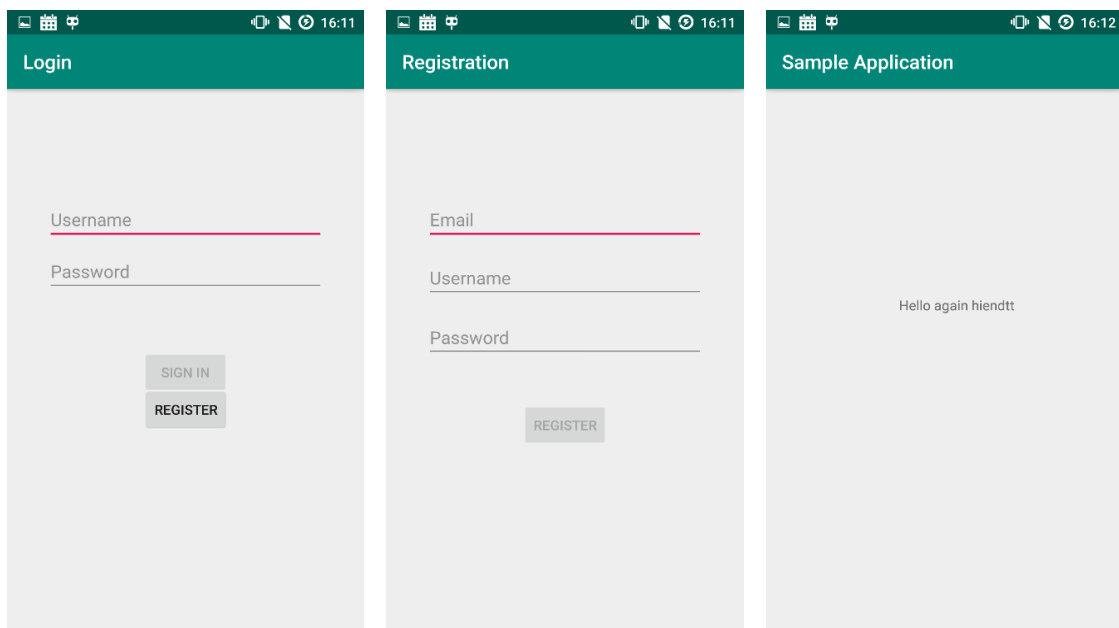 16:11
Login
Username
Password
SIGN IN
REGISTER
16:11
Registration
Email
Username
Password
REGISTER
16:12
Sample Application
Hello again hiendtt